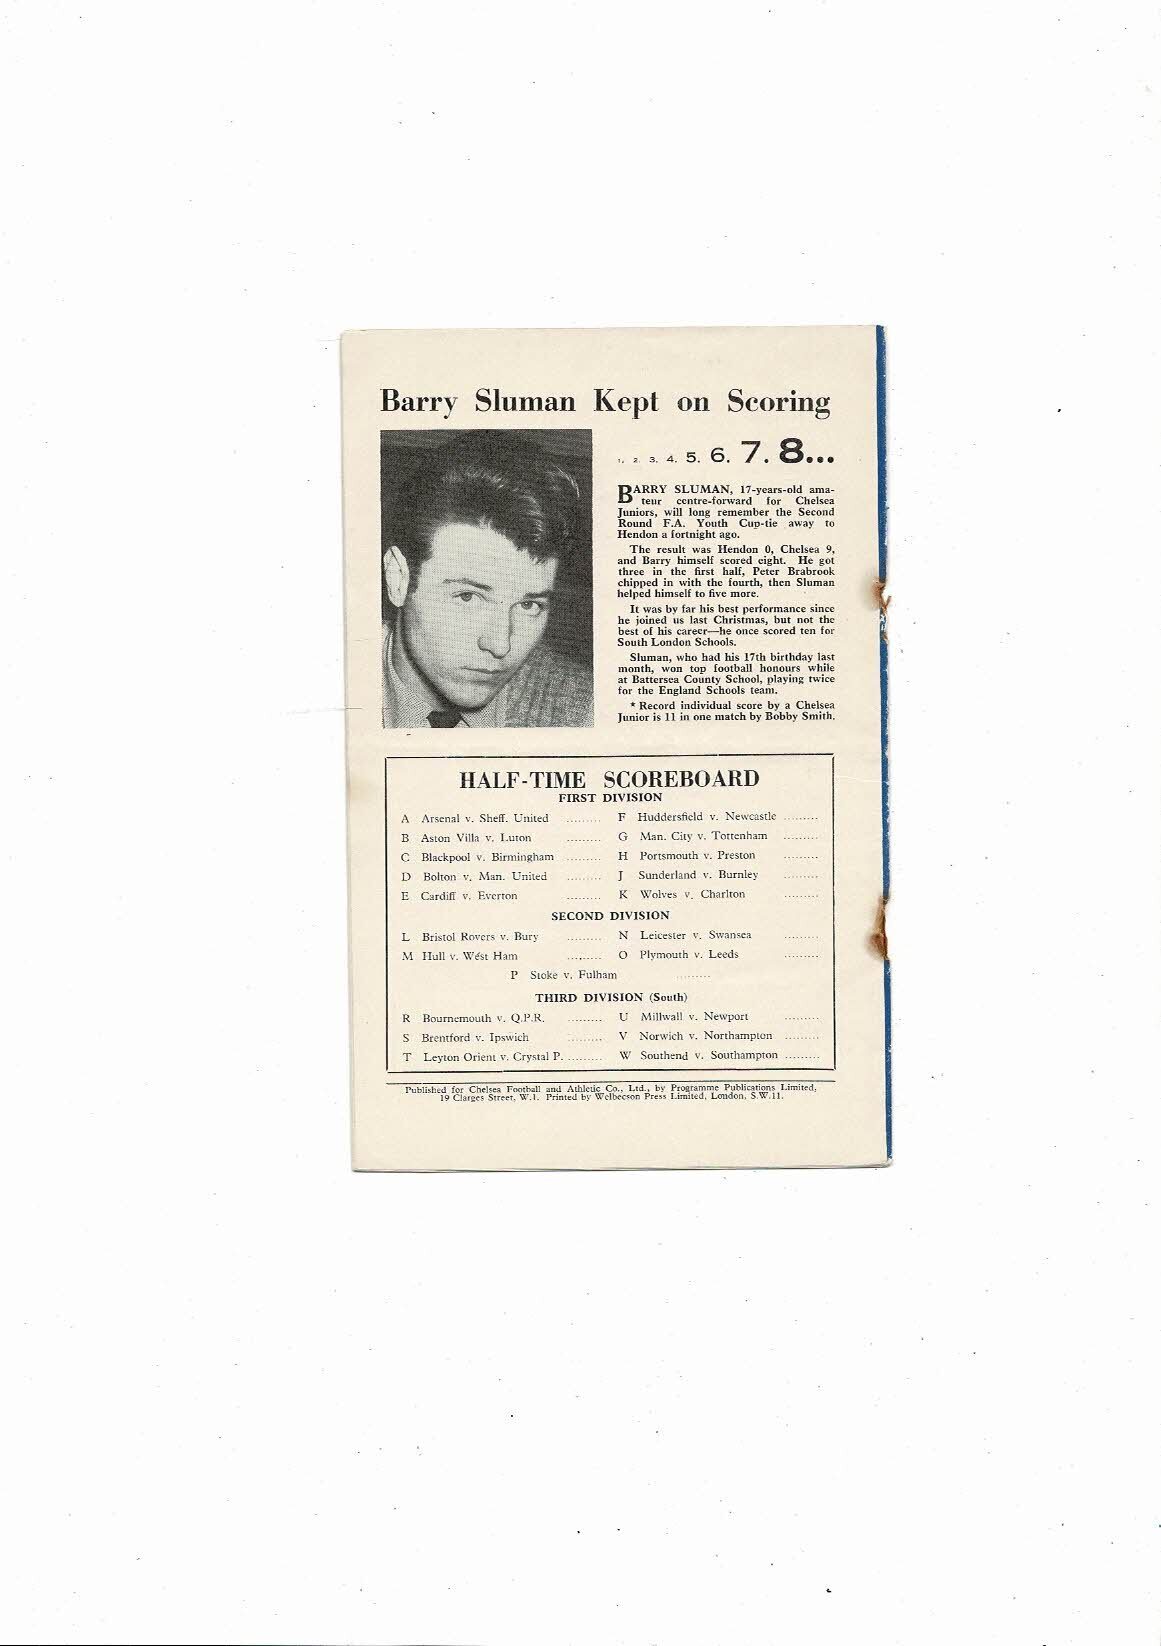 Barry Sluman Kept on Scoring
1. 2. 3. 4. 5. 6. 7. 8...
BARRY SLUMAN, 17-years-old ama-
teur centre-forward for Chelsea
Juniors, will long remember the Second
Round F.A. Youth Cup-tie away to
Hendon a fortnight ago.
The result was Hendon 0, Chelsea 9,
and Barry himself scored eight. He got
three in the first half, Peter Brabrook
chipped in with the fourth, then Sluman
helped himself to five more.
It was by far his best performance since
he joined us last Christmas, but not the
best of his career—he once scored ten for
South London Schools.
Sluman, who had his 17th birthday last
month, won top football honours while
at Battersea County School, playing twice
for the England Schools team.
* Record individual score by a Chelsea
Junior is 11 in one match by Bobby Smith.
HALF-TIME SCOREBOARD
FIRST DIVISION
A Arsenal v. Sheff. United ......... F Huddersfield v. Newcastle .........
B Aston Villa v. Luton ......... G Man. City v. Tottenham .........
C Blackpool v. Birmingham ......... H Portsmouth v. Preston .........
D Bolton v. Man. United ......... J Sunderland v. Burnley .........
E Cardiff v. Everton ......... K Wolves v. Charlton .........
SECOND DIVISION
L Bristol Rovers v. Bury ......... N Leicester v. Swansea .........
M Hull v. West Ham ......... O Plymouth v. Leeds .........
P Stoke v. Fulham .........
THIRD DIVISION (South)
R Bournemouth v. Q.P.R. ......... U Millwall v. Newport .........
S Brentford v. Ipswich ......... V Norwich v. Northampton .........
T Leyton Orient v. Crystal P. ......... W Southend v. Southampton .........
Published for Chelsea Football and Athletic Co., Ltd., by Programme Publications Limited,
19 Clarges Street, W.1. Printed by Welbecson Press Limited, London, S.W.11.